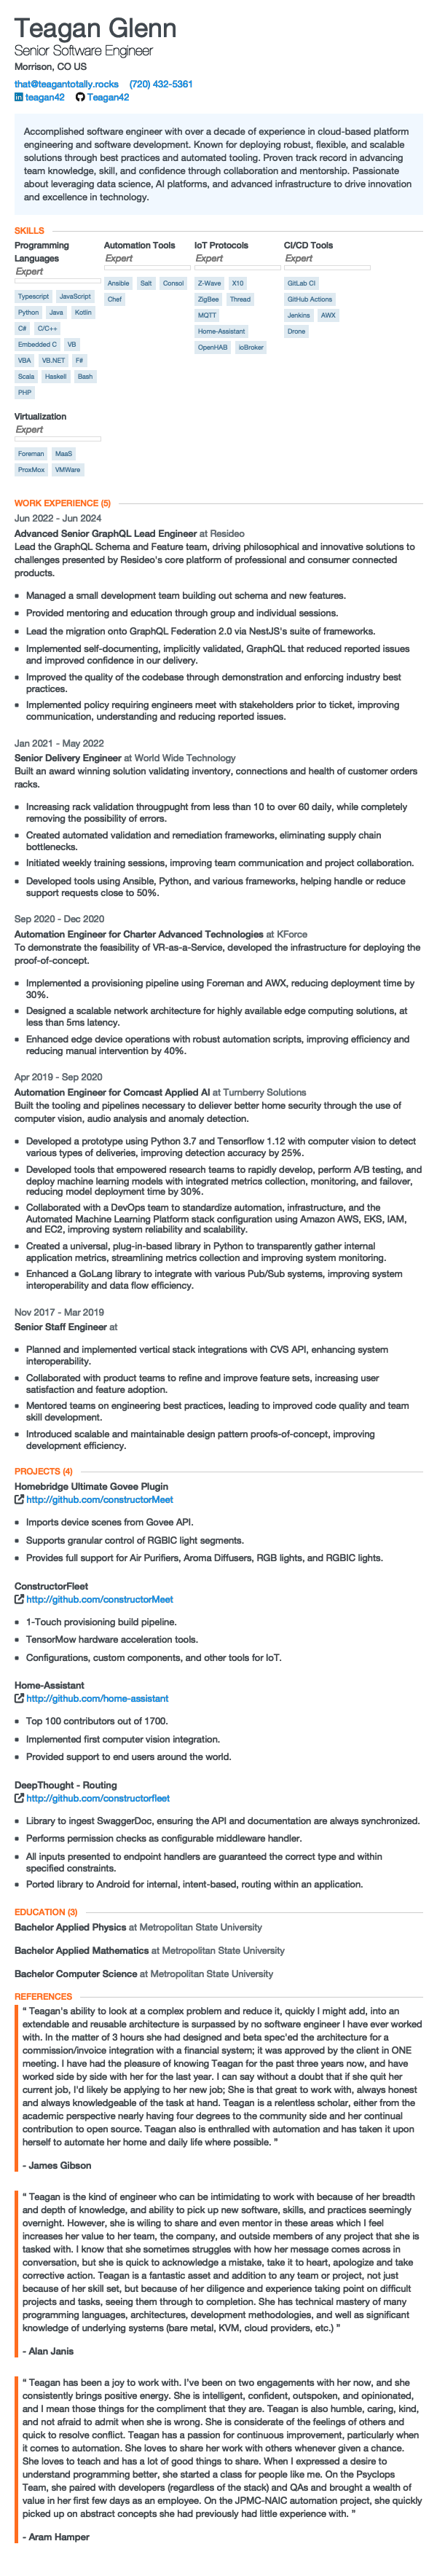 Teagan Glenn
Senior Software Engineer
Morrison, CO US
that@teagantotally.rocks (720) 432-5361
teagan42 Teagan42
Accomplished software engineer with over a decade of experience in cloud-based platform
engineering and software development. Known for deploying robust, flexible, and scalable
solutions through best practices and automated tooling. Proven track record in advancing
team knowledge, skill, and confidence through collaboration and mentorship. Passionate
about leveraging data science, AI platforms, and advanced infrastructure to drive innovation
and excellence in technology.
SKILLS
Programming
Languages
Expert
Typescript JavaScript
Python Java Kotlin
C# C/C++
Embedded C VB
VBA VB.NET F#
Scala Haskell Bash
PHP
Automation Tools
Expert
Ansible Salt Consol
Chef
IoT Protocols
Expert
Z-Wave X10
ZigBee Thread
MQTT
Home-Assistant
OpenHAB ioBroker
CI/CD Tools
Expert
GitLab CI
GitHub Actions
Jenkins AWX
Drone
Virtualization
Expert
Foreman MaaS
ProxMox VMWare
WORK EXPERIENCE (5)
Jun 2022 - Jun 2024
Advanced Senior GraphQL Lead Engineer at Resideo
Lead the GraphQL Schema and Feature team, driving philosophical and innovative solutions to
challenges presented by Resideo's core platform of professional and consumer connected
products.
Managed a small development team building out schema and new features.
Provided mentoring and education through group and individual sessions.
Lead the migration onto GraphQL Federation 2.0 via NestJS's suite of frameworks.
Implemented self-documenting, implicitly validated, GraphQL that reduced reported issues
and improved confidence in our delivery.
Improved the quality of the codebase through demonstration and enforcing industry best
practices.
Implemented policy requiring engineers meet with stakeholders prior to ticket, improving
communication, understanding and reducing reported issues.
Jan 2021 - May 2022
Senior Delivery Engineer at World Wide Technology
Built an award winning solution validating inventory, connections and health of customer orders
racks.
Increasing rack validation througpught from less than 10 to over 60 daily, while completely
removing the possibility of errors.
Created automated validation and remediation frameworks, eliminating supply chain
bottlenecks.
Initiated weekly training sessions, improving team communication and project collaboration.
Developed tools using Ansible, Python, and various frameworks, helping handle or reduce
support requests close to 50%.
Sep 2020 - Dec 2020
Automation Engineer for Charter Advanced Technologies at KForce
To demonstrate the feasibility of VR-as-a-Service, developed the infrastructure for deploying the
proof-of-concept.
Implemented a provisioning pipeline using Foreman and AWX, reducing deployment time by
30%.
Designed a scalable network architecture for highly available edge computing solutions, at
less than 5ms latency.
Enhanced edge device operations with robust automation scripts, improving efficiency and
reducing manual intervention by 40%.
Apr 2019 - Sep 2020
Automation Engineer for Comcast Applied AI at Turnberry Solutions
Built the tooling and pipelines necessary to deliever better home security through the use of
computer vision, audio analysis and anomaly detection.
Developed a prototype using Python 3.7 and Tensorflow 1.12 with computer vision to detect
various types of deliveries, improving detection accuracy by 25%.
Developed tools that empowered research teams to rapidly develop, perform A/B testing, and
deploy machine learning models with integrated metrics collection, monitoring, and failover,
reducing model deployment time by 30%.
Collaborated with a DevOps team to standardize automation, infrastructure, and the
Automated Machine Learning Platform stack configuration using Amazon AWS, EKS, IAM,
and EC2, improving system reliability and scalability.
Created a universal, plug-in-based library in Python to transparently gather internal
application metrics, streamlining metrics collection and improving system monitoring.
Enhanced a GoLang library to integrate with various Pub/Sub systems, improving system
interoperability and data flow efficiency.
Nov 2017 - Mar 2019
Senior Staff Engineer at
Planned and implemented vertical stack integrations with CVS API, enhancing system
interoperability.
Collaborated with product teams to refine and improve feature sets, increasing user
satisfaction and feature adoption.
Mentored teams on engineering best practices, leading to improved code quality and team
skill development.
Introduced scalable and maintainable design pattern proofs-of-concept, improving
development efficiency.
PROJECTS (4)
Homebridge Ultimate Govee Plugin
http://github.com/constructorMeet
Imports device scenes from Govee API.
Supports granular control of RGBIC light segments.
Provides full support for Air Purifiers, Aroma Diffusers, RGB lights, and RGBIC lights.
ConstructorFleet
http://github.com/constructorMeet
1-Touch provisioning build pipeline.
TensorMow hardware acceleration tools.
Configurations, custom components, and other tools for IoT.
Home-Assistant
http://github.com/home-assistant
Top 100 contributors out of 1700.
Implemented first computer vision integration.
Provided support to end users around the world.
DeepThought - Routing
http://github.com/constructorfleet
Library to ingest SwaggerDoc, ensuring the API and documentation are always synchronized.
Performs permission checks as configurable middleware handler.
All inputs presented to endpoint handlers are guaranteed the correct type and within
specified constraints.
Ported library to Android for internal, intent-based, routing within an application.
EDUCATION (3)
Bachelor Applied Physics at Metropolitan State University
Bachelor Applied Mathematics at Metropolitan State University
Bachelor Computer Science at Metropolitan State University
REFERENCES
" Teagan's ability to look at a complex problem and reduce it, quickly I might add, into an
extendable and reusable architecture is surpassed by no software engineer I have ever worked
with. In the matter of 3 hours she had designed and beta spec'ed the architecture for a
commission/invoice integration with a financial system; it was approved by the client in ONE
meeting. I have had the pleasure of knowing Teagan for the past three years now, and have
worked side by side with her for the last year. I can say without a doubt that if she quit her
current job, I'd likely be applying to her new job; She is that great to work with, always honest
and always knowledgeable of the task at hand. Teagan is a relentless scholar, either from the
academic perspective nearly having four degrees to the community side and her continual
contribution to open source. Teagan also is enthralled with automation and has taken it upon
herself to automate her home and daily life where possible. "
- James Gibson
" Teagan is the kind of engineer who can be intimidating to work with because of her breadth
and depth of knowledge, and ability to pick up new software, skills, and practices seemingly
overnight. However, she is wiling to share and even mentor in these areas which I feel
increases her value to her team, the company, and outside members of any project that she is
tasked with. I know that she sometimes struggles with how her message comes across in
conversation, but she is quick to acknowledge a mistake, take it to heart, apologize and take
corrective action. Teagan is a fantastic asset and addition to any team or project, not just
because of her skill set, but because of her diligence and experience taking point on difficult
projects and tasks, seeing them through to completion. She has technical mastery of many
programming languages, architectures, development methodologies, and well as significant
knowledge of underlying systems (bare metal, KVM, cloud providers, etc.) "
- Alan Janis
" Teagan has been a joy to work with. I've been on two engagements with her now, and she
consistently brings positive energy. She is intelligent, confident, outspoken, and opinionated,
and I mean those things for the compliment that they are. Teagan is also humble, caring, kind,
and not afraid to admit when she is wrong. She is considerate of the feelings of others and
quick to resolve conflict. Teagan has a passion for continuous improvement, particularly when
it comes to automation. She loves to share her work with others whenever given a chance.
She loves to teach and has a lot of good things to share. When I expressed a desire to
understand programming better, she started a class for people like me. On the Psyclops
Team, she paired with developers (regardless of the stack) and QAs and brought a wealth of
value in her first few days as an employee. On the JPMC-NAIC automation project, she quickly
picked up on abstract concepts she had previously had little experience with. "
- Aram Hamper